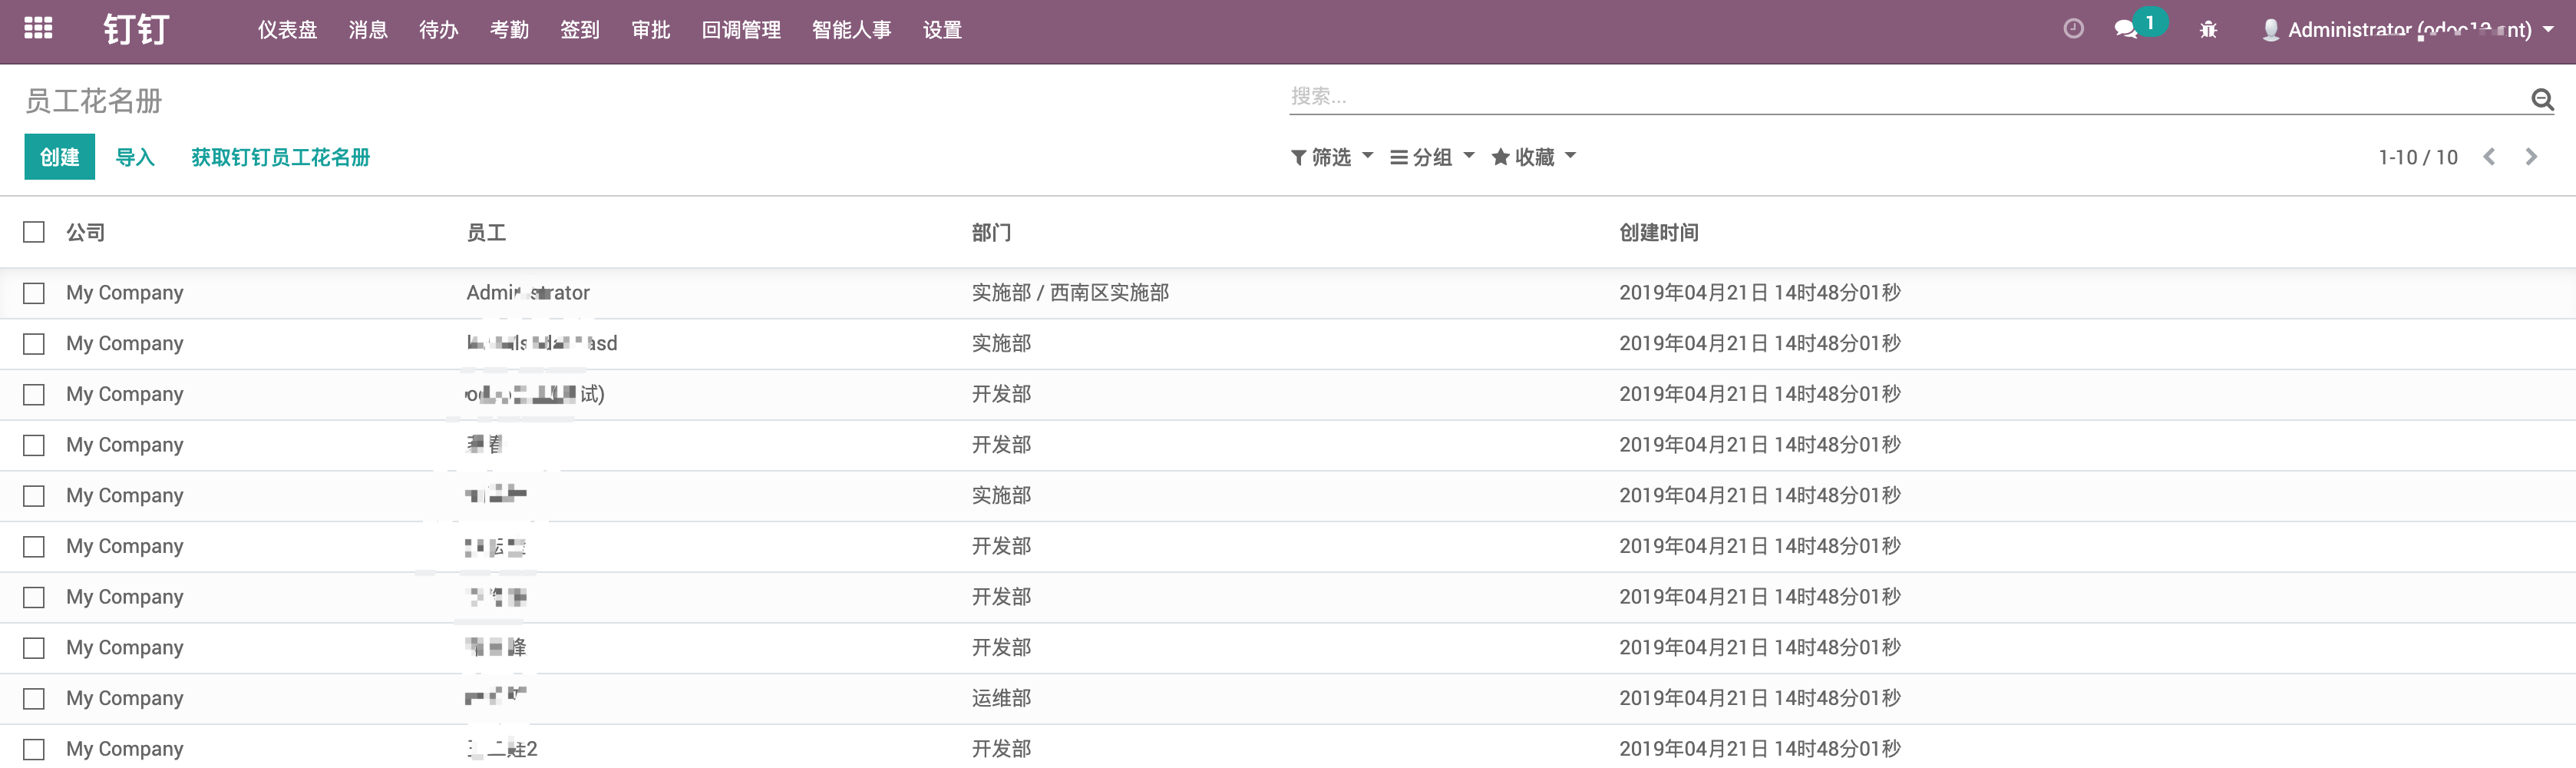 钉钉 仪表盘 消息 待办 考勤 签到 审批 回调管理 智能人事 设置 1 Administrator
员工花名册 搜索...
创建 导入 获取钉钉员工花名册 筛选 分组 收藏 1-10 / 10
公司 员工 部门 创建时间
My Company 实施部 / 西南区实施部 2019年04月21日 14时48分01秒
My Company 实施部 2019年04月21日 14时48分01秒
My Company 开发部 2019年04月21日 14时48分01秒
My Company 开发部 2019年04月21日 14时48分01秒
My Company 实施部 2019年04月21日 14时48分01秒
My Company 开发部 2019年04月21日 14时48分01秒
My Company 开发部 2019年04月21日 14时48分01秒
My Company 开发部 2019年04月21日 14时48分01秒
My Company 运维部 2019年04月21日 14时48分01秒
My Company 开发部 2019年04月21日 14时48分01秒